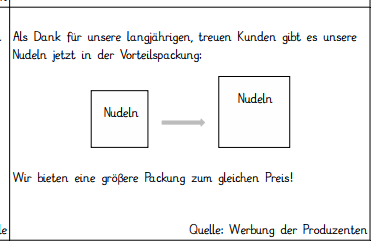 Als Dank für unsere langjährigen, treuen Kunden gibt es unsere
Nudeln jetzt in der Vorteilspackung:
Nudeln
Nudeln
Wir bieten eine größere Packung zum gleichen Preis!
Quelle: Werbung der Produzenten